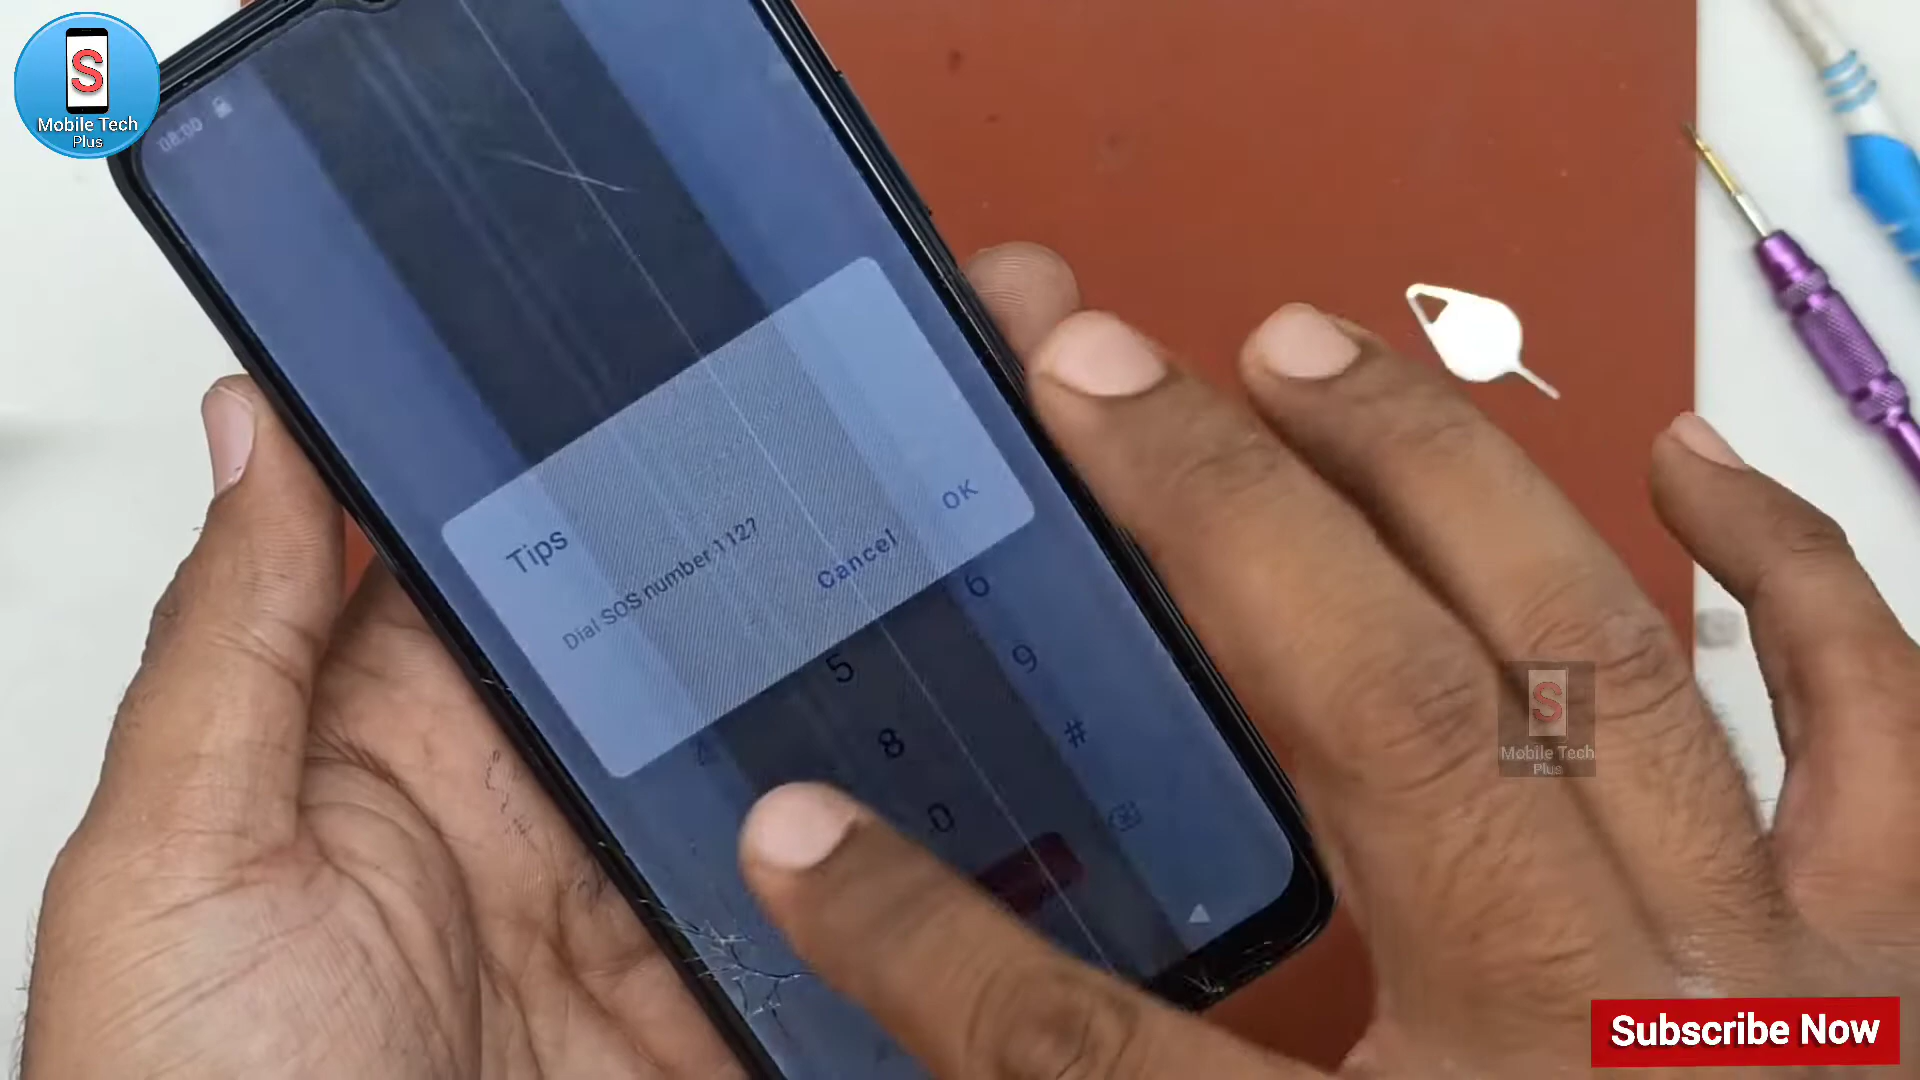 S
Mobile Tech
Plus
08:00
Tips
Dial SOS number 112?
Cancel
OK
5
6
8
9
0
#
S
Mobile Tech
Plus
Subscribe Now